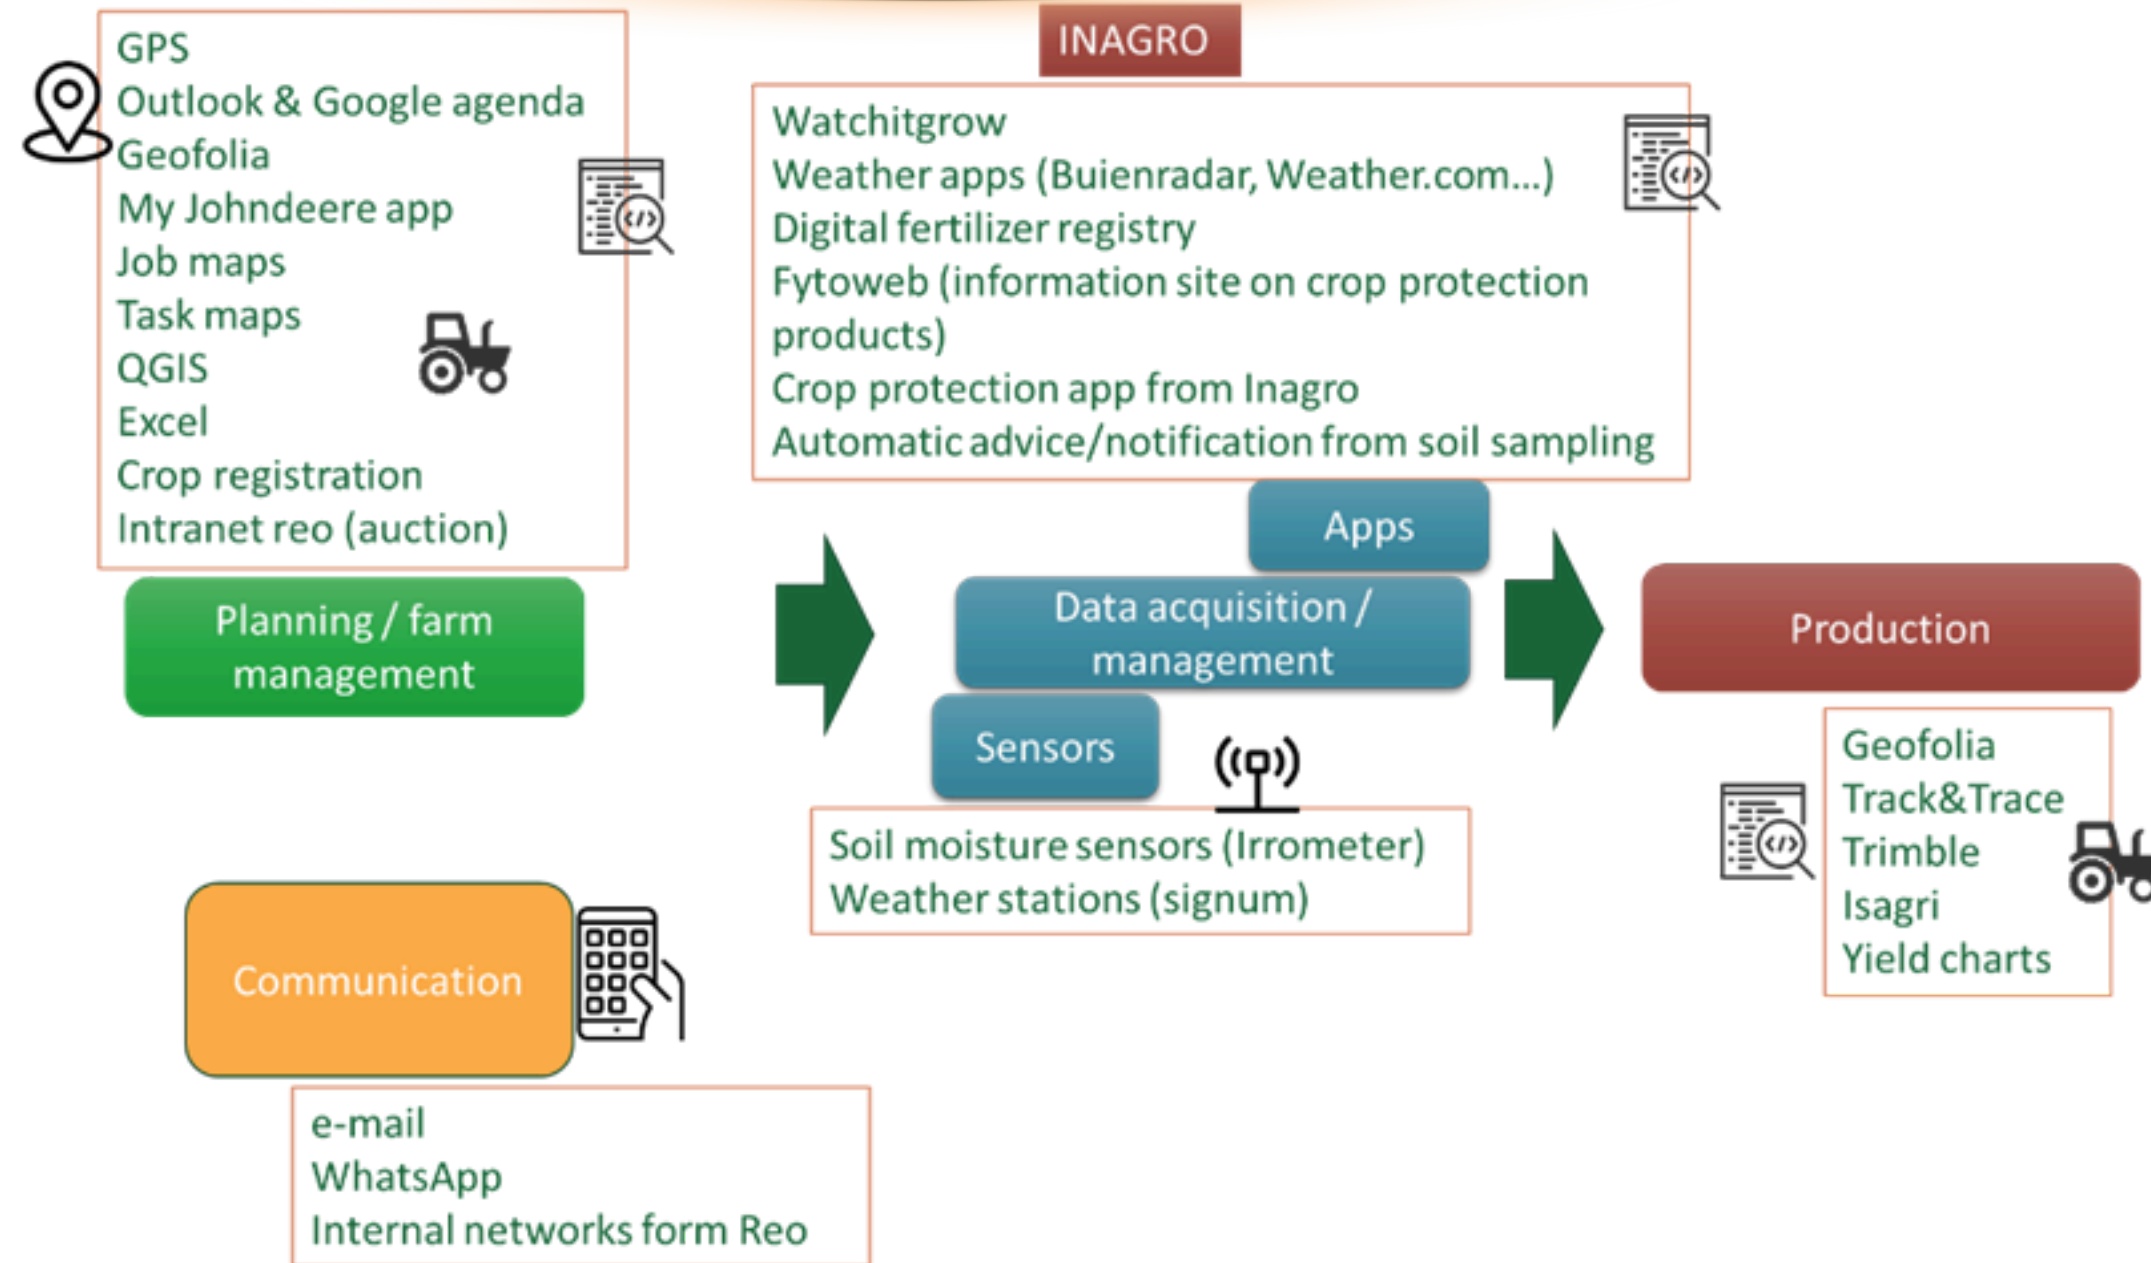 GPS
Outlook & Google agenda
Geofolia
My Johndeere app
Job maps
Task maps
QGIS
Excel
Crop registration
Intranet reo (auction)
Planning / farm
management
INAGRO
Watchitgrow
Weather apps (Buienradar, Weather.com...)
Digital fertilizer registry
Fytoweb (information site on crop protection
products)
Crop protection app from Inagro
Automatic advice/notification from soil sampling
Apps
Data acquisition /
management
Sensors
Soil moisture sensors (Irrometer)
Weather stations (signum)
Production
Geofolia
Track&Trace
Trimble
Isagri
Yield charts
Communication
e-mail
WhatsApp
Internal networks form Reo